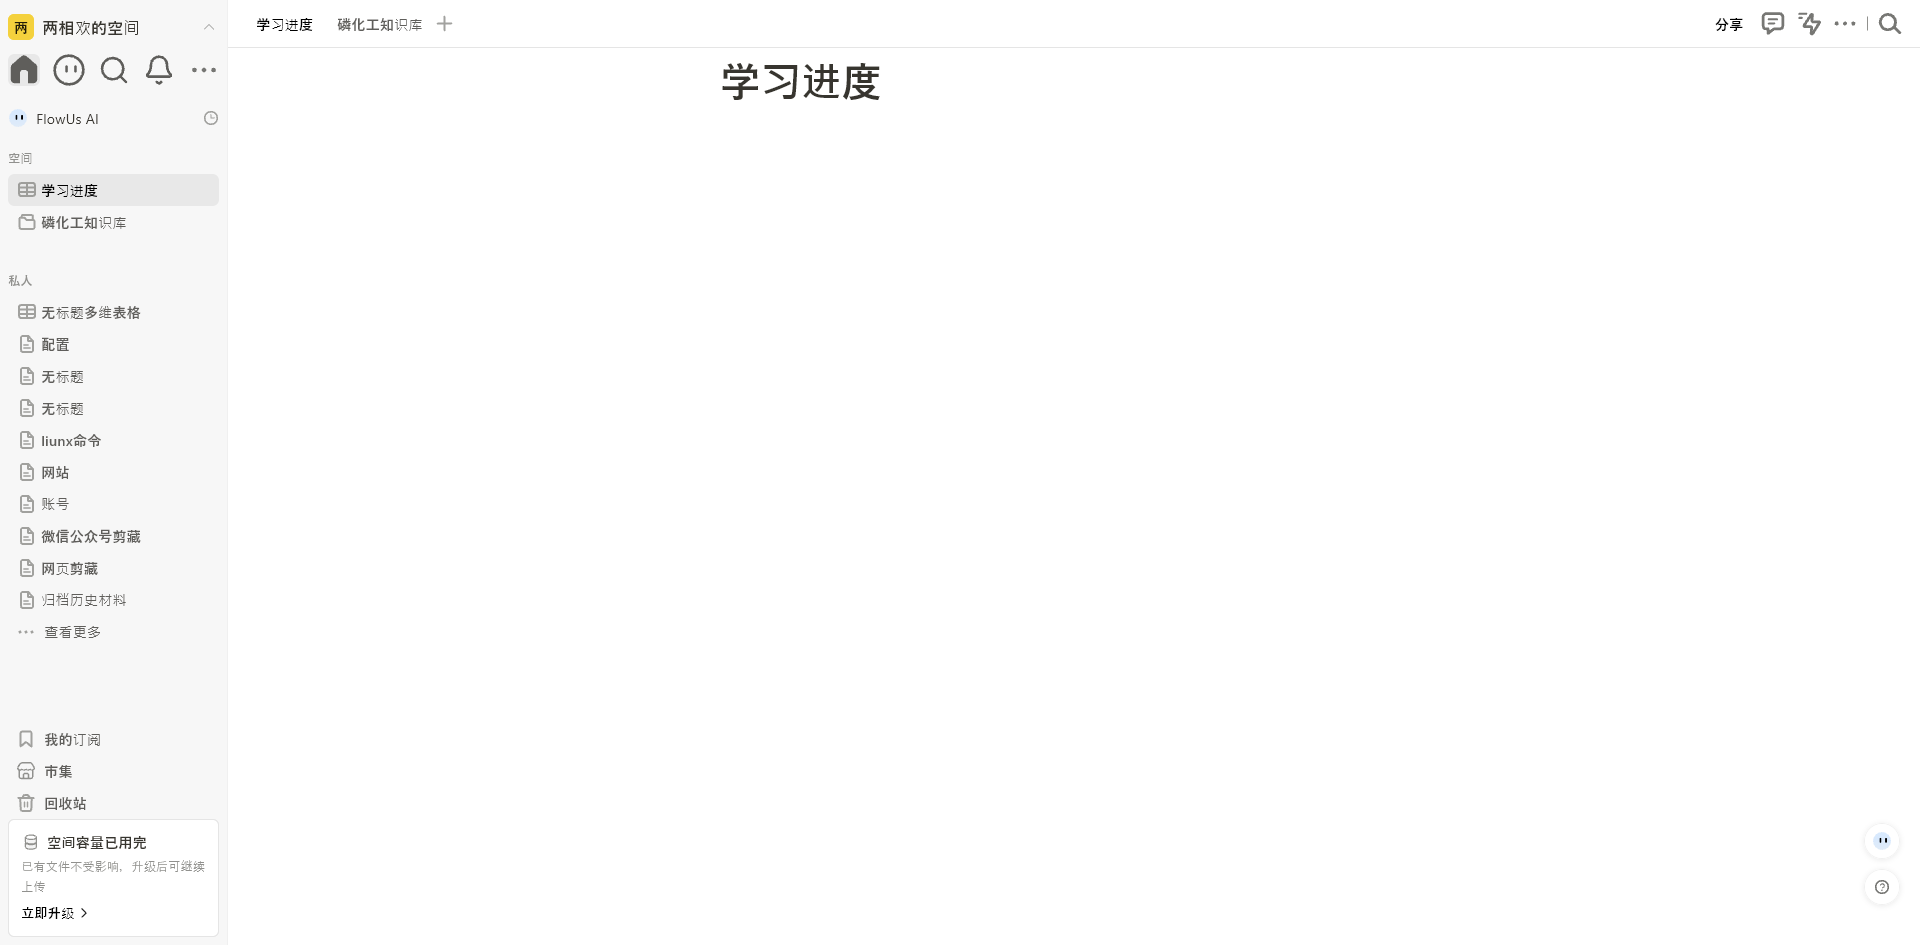 两 两相欢的空间
FlowUs AI
空间
学习进度
磷化工知识库
私人
无标题多维表格
配置
无标题
无标题
liunx命令
网站
账号
微信公众号剪藏
网页剪藏
归档历史材料
查看更多
我的订阅
市集
回收站
空间容量已用完
已有文件不受影响，升级后可继续
上传
立即升级
学习进度 磷化工知识库 分享
学习进度